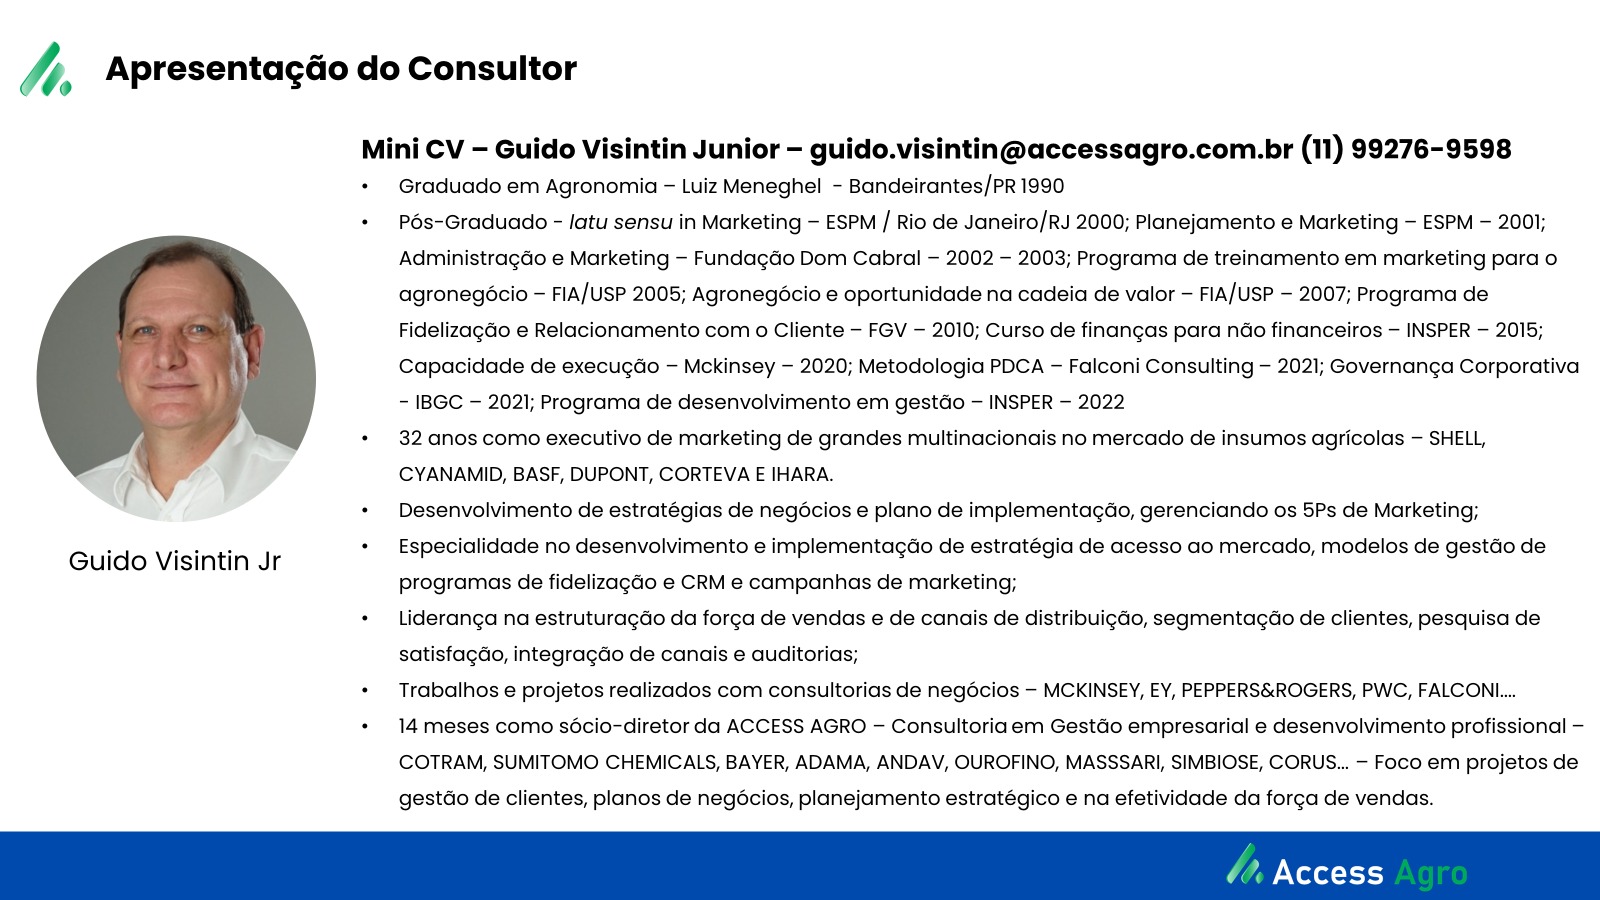 Apresentação do Consultor
Mini CV – Guido Visintin Junior – guido.visintin@accessagro.com.br (11) 99276-9598
• Graduado em Agronomia – Luiz Meneghel - Bandeirantes/PR 1990
• Pós-Graduado - latu sensu in Marketing – ESPM / Rio de Janeiro/RJ 2000; Planejamento e Marketing – ESPM – 2001;
Administração e Marketing – Fundação Dom Cabral – 2002 – 2003; Programa de treinamento em marketing para o
agronegócio – FIA/USP 2005; Agronegócio e oportunidade na cadeia de valor – FIA/USP – 2007; Programa de
Fidelização e Relacionamento com o Cliente – FGV – 2010; Curso de finanças para não financeiros – INSPER – 2015;
Capacidade de execução – Mckinsey – 2020; Metodologia PDCA – Falconi Consulting – 2021; Governança Corporativa
- IBGC – 2021; Programa de desenvolvimento em gestão – INSPER – 2022
• 32 anos como executivo de marketing de grandes multinacionais no mercado de insumos agrícolas – SHELL,
CYANAMID, BASF, DUPONT, CORTEVA E IHARA.
• Desenvolvimento de estratégias de negócios e plano de implementação, gerenciando os 5Ps de Marketing;
• Especialidade no desenvolvimento e implementação de estratégia de acesso ao mercado, modelos de gestão de
programas de fidelização e CRM e campanhas de marketing;
• Liderança na estruturação da força de vendas e de canais de distribuição, segmentação de clientes, pesquisa de
satisfação, integração de canais e auditorias;
• Trabalhos e projetos realizados com consultorias de negócios – MCKINSEY, EY, PEPPERS&ROGERS, PWC, FALCONI....
• 14 meses como sócio-diretor da ACCESS AGRO – Consultoria em Gestão empresarial e desenvolvimento profissional –
COTRAM, SUMITOMO CHEMICALS, BAYER, ADAMA, ANDAV, OUROFINO, MASSSARI, SIMBIOSE, CORUS... – Foco em projetos de
gestão de clientes, planos de negócios, planejamento estratégico e na efetividade da força de vendas.
Guido Visintin Jr
Access Agro